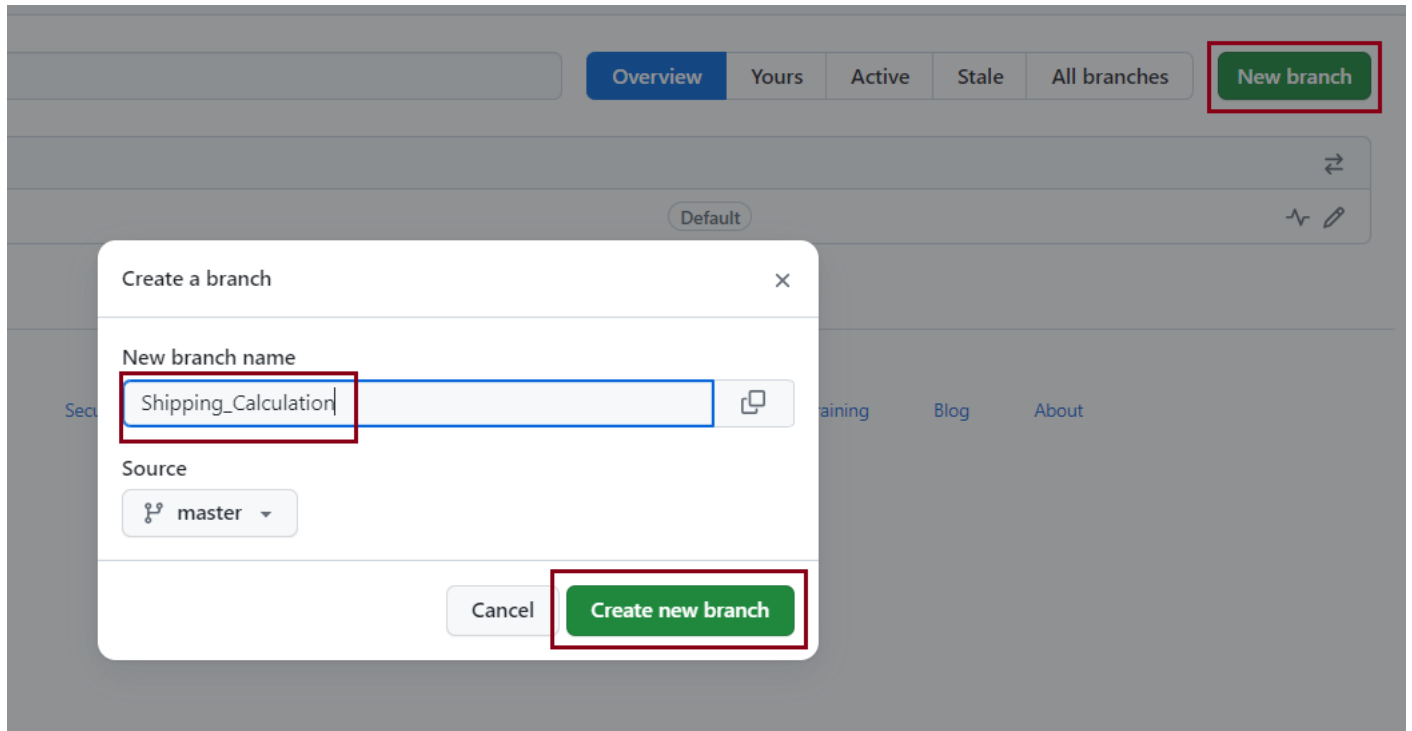 Overview Yours Active Stale All branches New branch
Default
Create a branch
New branch name
Shipping_Calculation
Blog About
Source
master
Cancel Create new branch